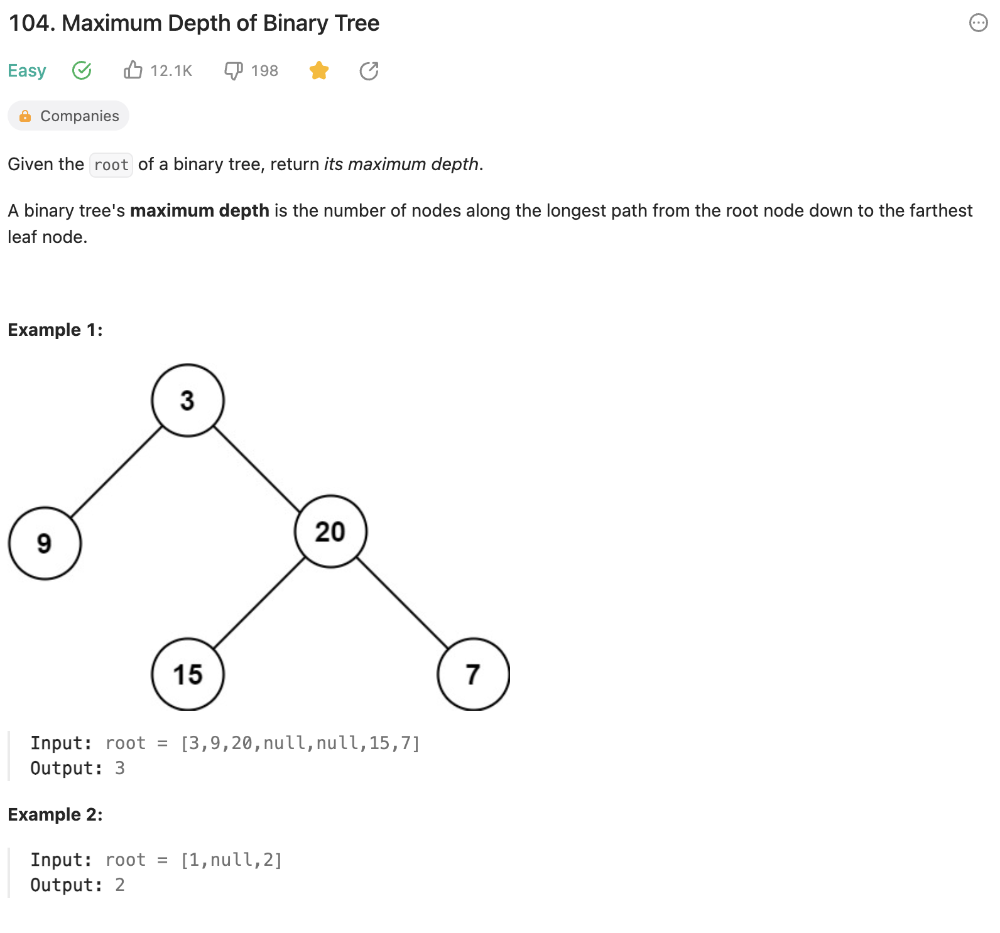 104. Maximum Depth of Binary Tree
Easy 12.1K 198
Companies
Given the root of a binary tree, return its maximum depth.
A binary tree's maximum depth is the number of nodes along the longest path from the root node down to the farthest
leaf node.
Example 1:
3
9 20
15 7
Input: root = [3,9,20,null,null,15,7]
Output: 3
Example 2:
Input: root = [1,null,2]
Output: 2